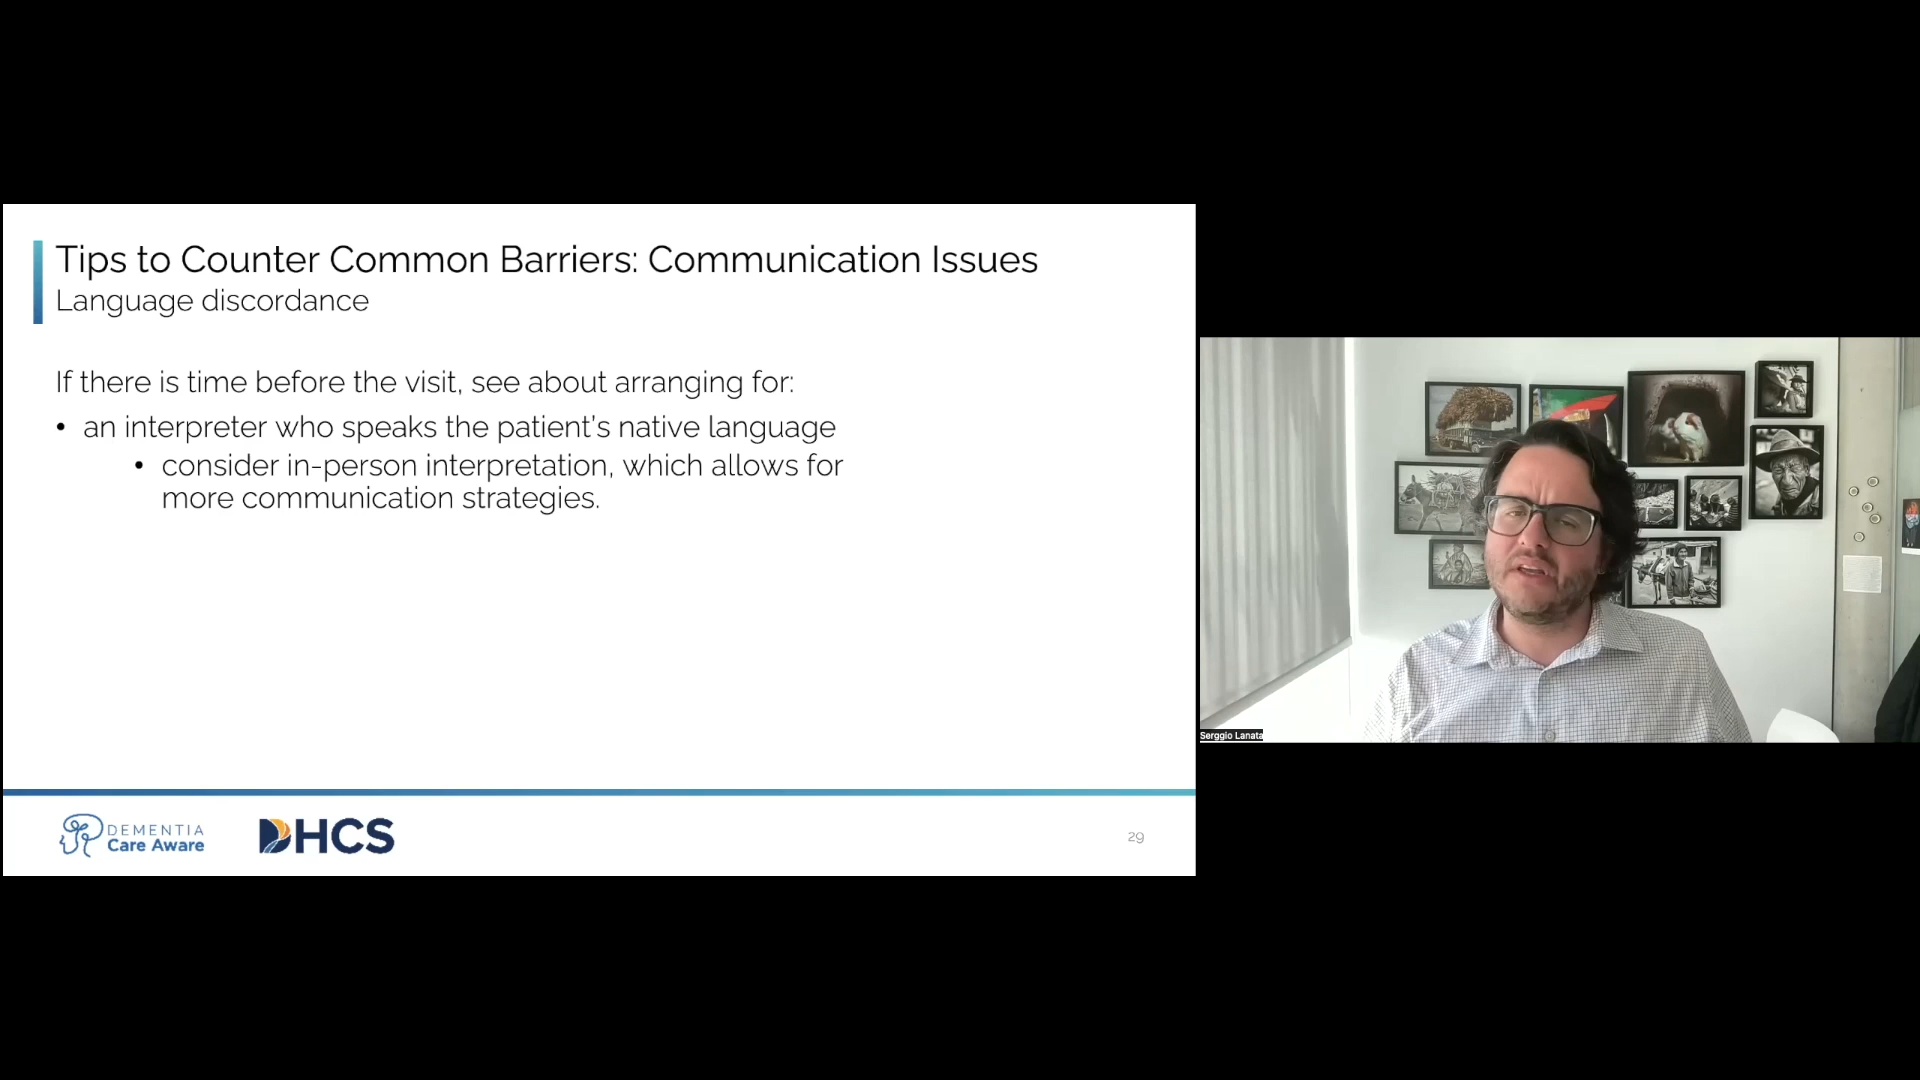 Tips to Counter Common Barriers: Communication Issues
Language discordance
If there is time before the visit, see about arranging for:
• an interpreter who speaks the patient's native language
• consider in-person interpretation, which allows for
more communication strategies.
DEMENTIA
Care Aware
DHCS
29
Serggio Lanata